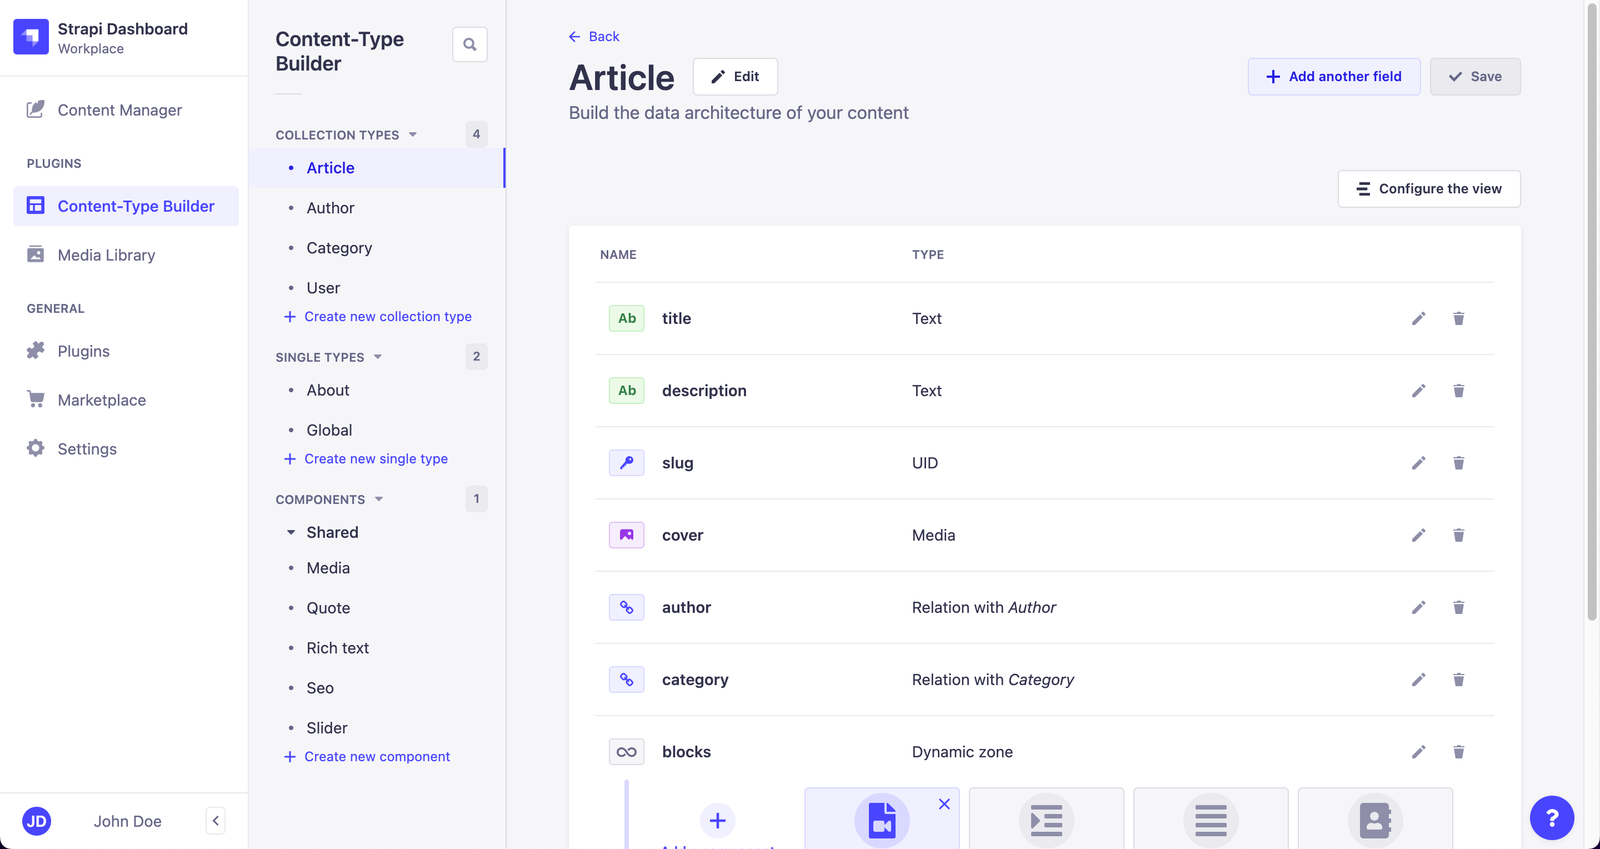 Strapi Dashboard
Workplace
Content Manager
PLUGINS
Content-Type Builder
Media Library
GENERAL
Plugins
Marketplace
Settings
JD
John Doe
Content-Type
Builder
COLLECTION TYPES
4
Article
Author
Category
User
Create new collection type
SINGLE TYPES
2
About
Global
Create new single type
COMPONENTS
1
Shared
Media
Quote
Rich text
Seo
Slider
Create new component
Back
Article
Edit
Add another field
Save
Build the data architecture of your content
Configure the view
NAME TYPE
Ab title Text
Ab description Text
slug UID
cover Media
author Relation with Author
category Relation with Category
blocks Dynamic zone
?